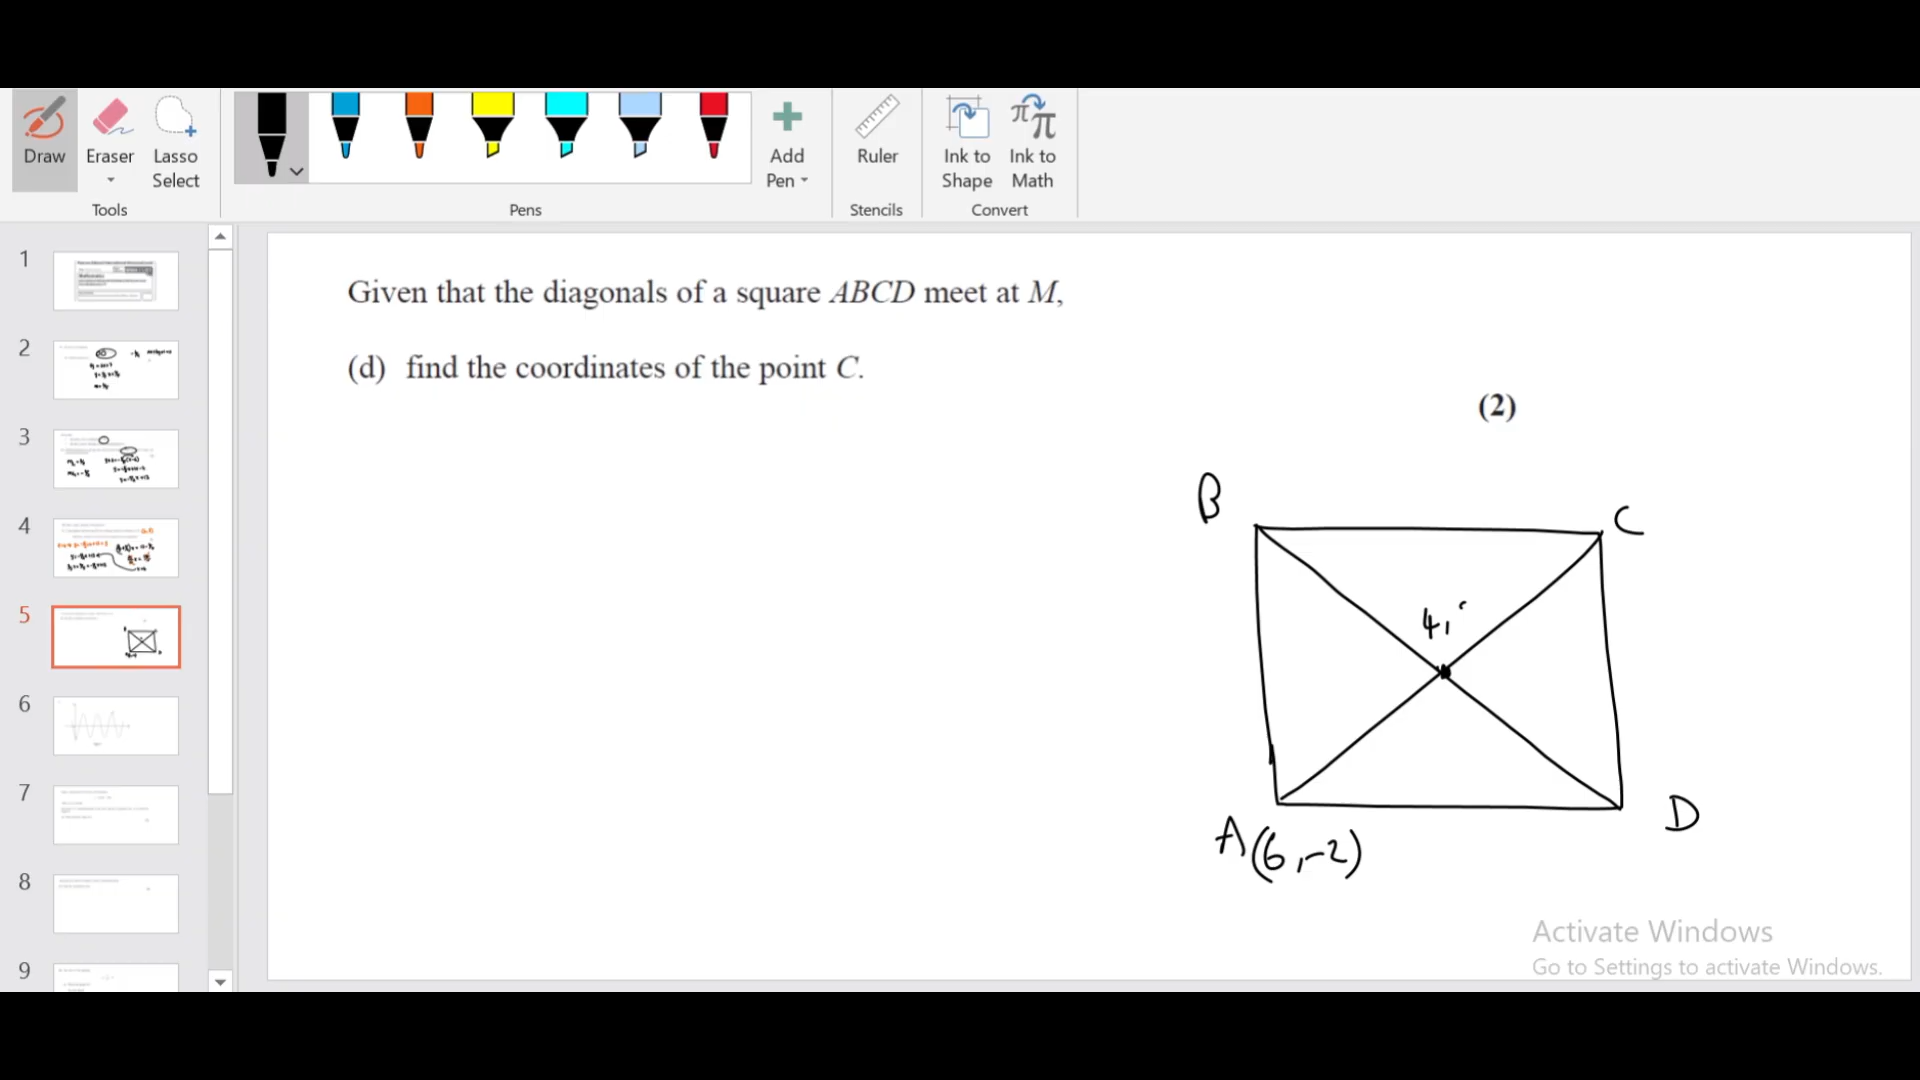 Draw
Eraser
Lasso
Select
Add
Pen
Ruler
Ink to
Shape
Ink to
Math
Tools
Pens
Stencils
Convert
1
2
3
4
5
6
7
8
9
Given that the diagonals of a square ABCD meet at M,
(d) find the coordinates of the point C.
(2)
B
C
4,
A(6,-2)
D
Activate Windows
Go to Settings to activate Windows.